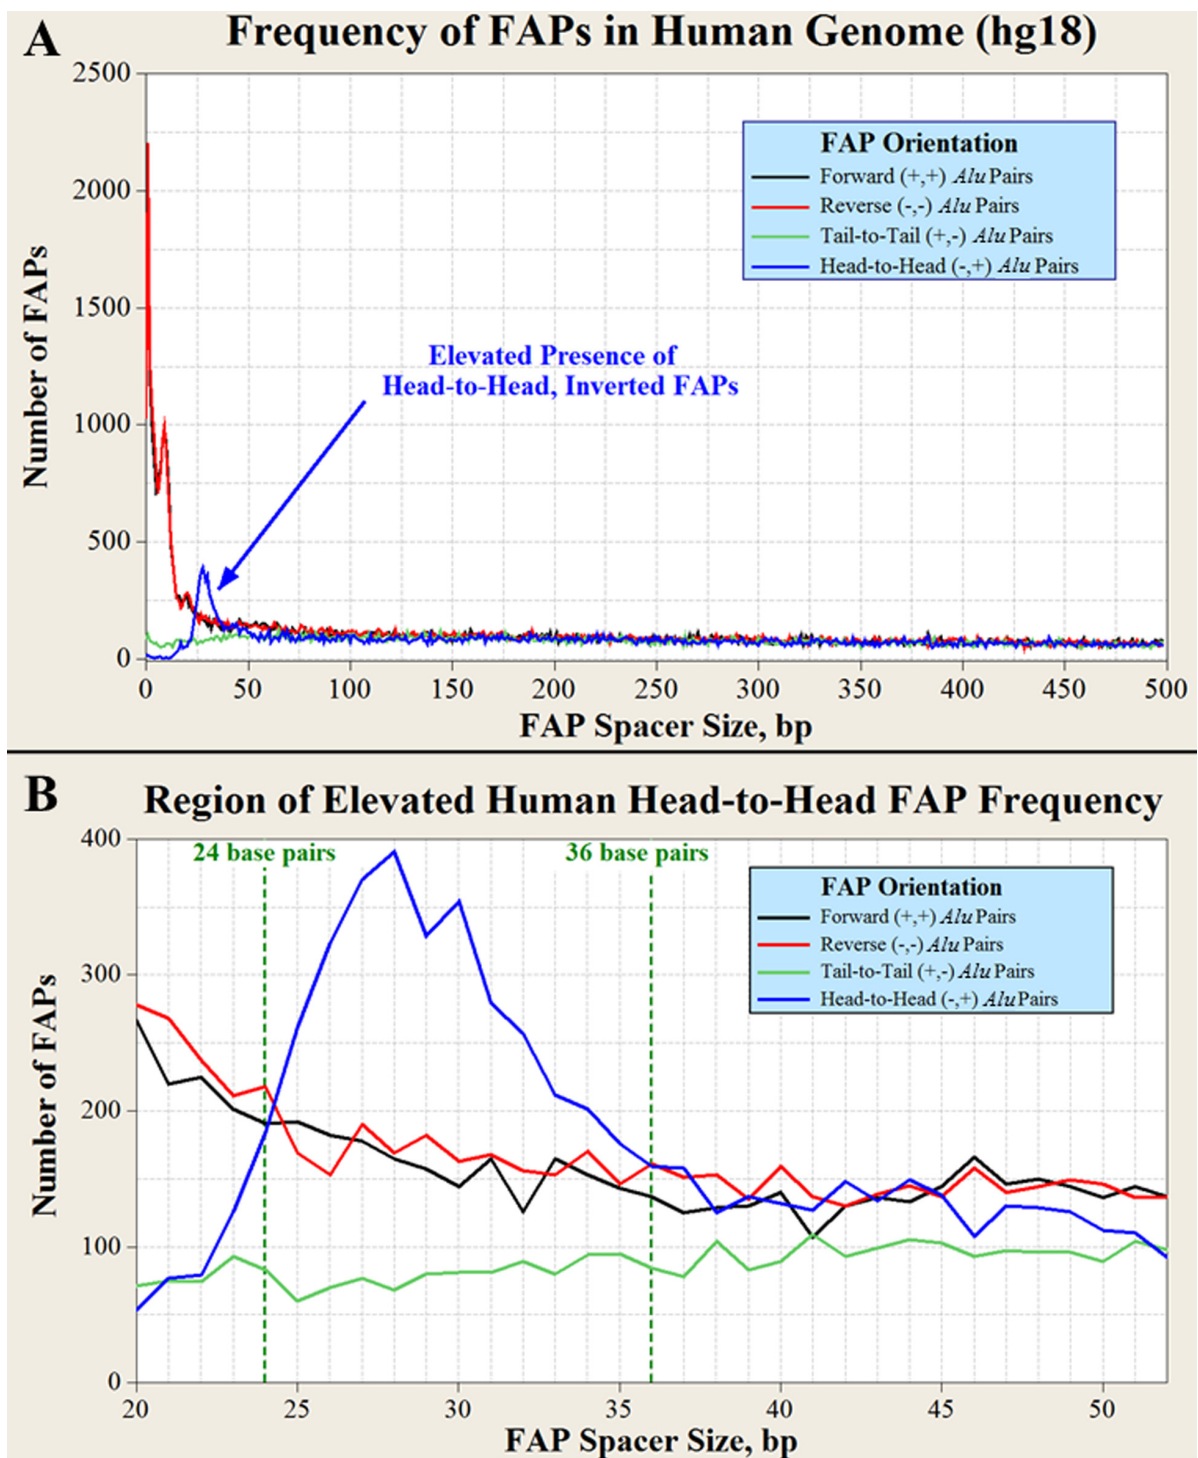 A
Frequency of FAPs in Human Genome (hg18)
2500
2000
1500
1000
500
0
Number of FAPs
FAP Orientation
Forward (+,+) Alu Pairs
Reverse (-,-) Alu Pairs
Tail-to-Tail (+,-) Alu Pairs
Head-to-Head (-,+) Alu Pairs
Elevated Presence of
Head-to-Head, Inverted FAPs
0 50 100 150 200 250 300 350 400 450 500
FAP Spacer Size, bp
B
Region of Elevated Human Head-to-Head FAP Frequency
400
300
200
100
0
Number of FAPs
24 base pairs
36 base pairs
FAP Orientation
Forward (+,+) Alu Pairs
Reverse (-,-) Alu Pairs
Tail-to-Tail (+,-) Alu Pairs
Head-to-Head (-,+) Alu Pairs
20 25 30 35 40 45 50
FAP Spacer Size, bp